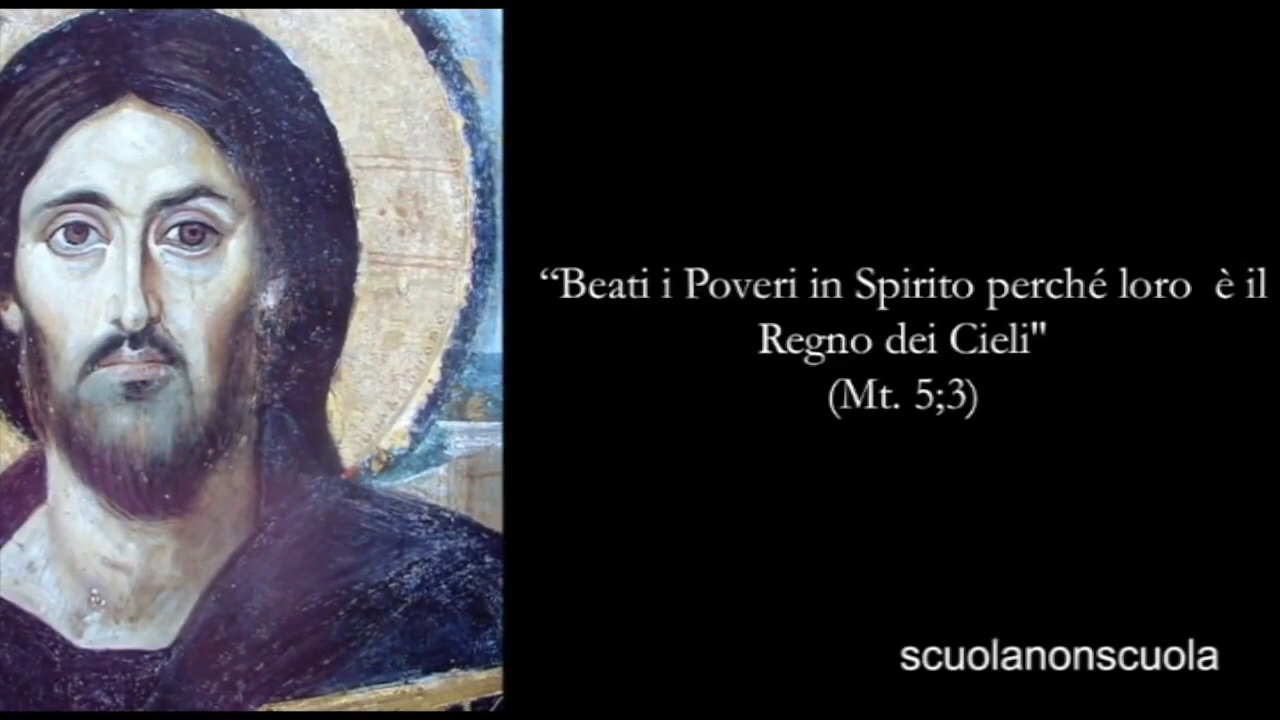 “Beati i Poveri in Spirito perché loro  è il
Regno dei Cieli"
(Mt. 5;3)
scuolanonscuola